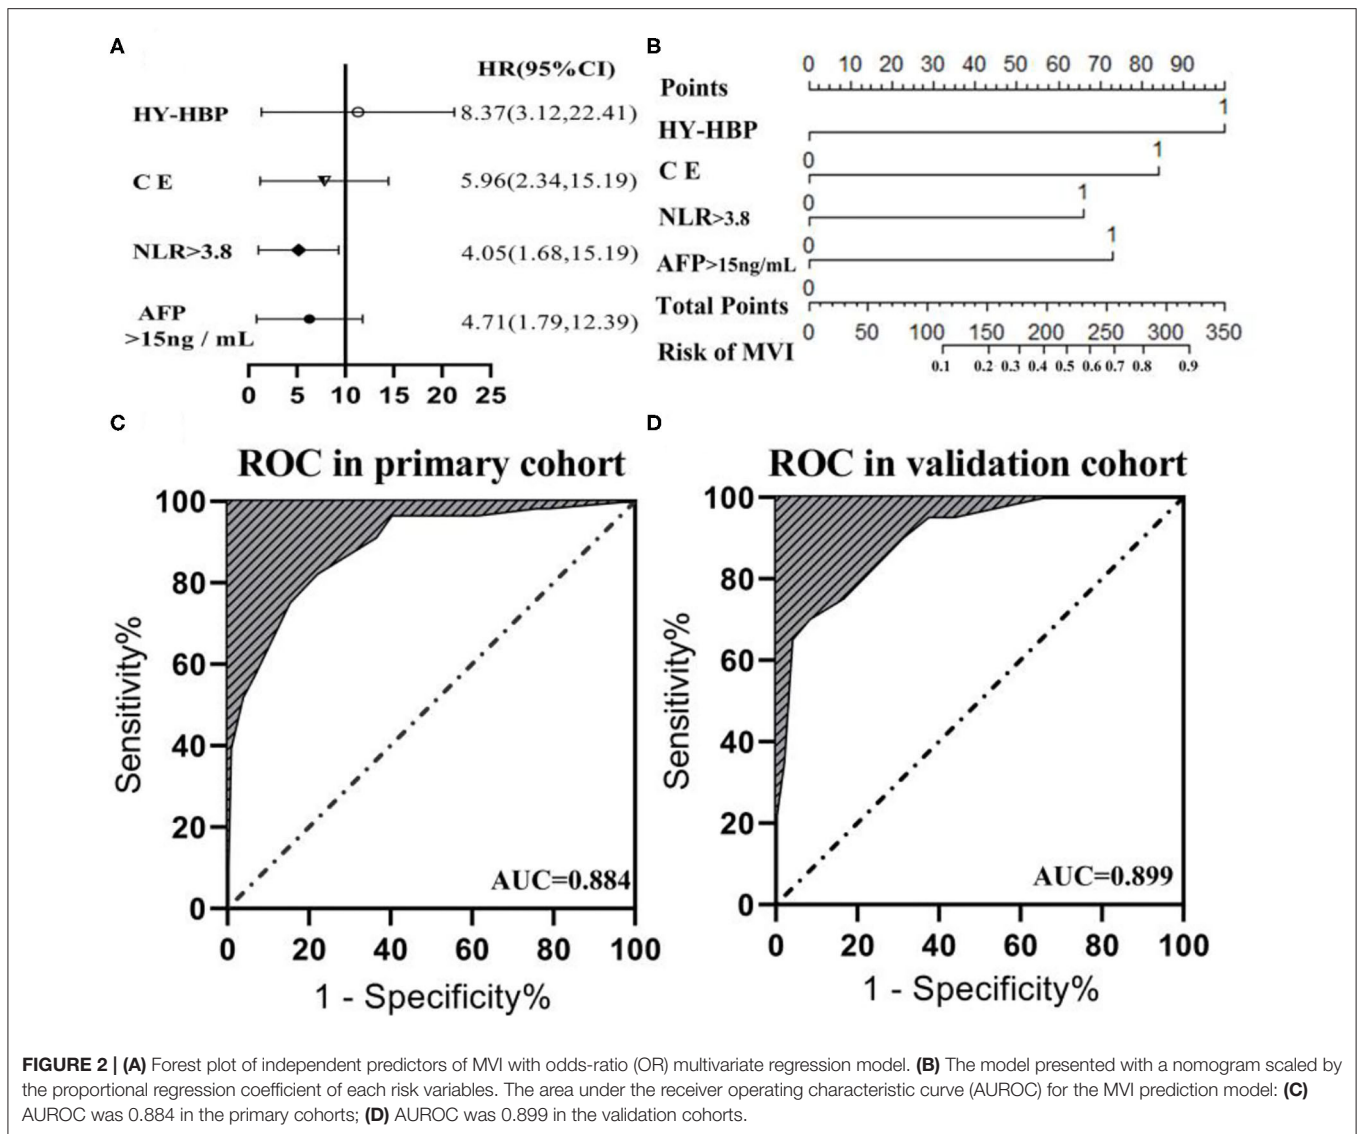 A
HR(95%CI)
HY-HBP
8.37(3.12,22.41)
C E
5.96(2.34,15.19)
NLR>3.8
4.05(1.68,15.19)
AFP
>15ng / mL
4.71(1.79,12.39)
0 5 10 15 20 25
B
0 10 20 30 40 50 60 70 80 90
Points
1
HY-HBP
0 1
C E
0 1
NLR>3.8
0 1
AFP>15ng/mL
0
Total Points
0 50 100 150 200 250 300 350
Risk of MVI
0.1 0.2 0.3 0.4 0.5 0.6 0.7 0.8 0.9
C
ROC in primary cohort
100
80
60
40
20
0
Sensitivity%
AUC=0.884
0 20 40 60 80 100
1 - Specificity%
D
ROC in validation cohort
100
80
60
40
20
0
Sensitivity%
AUC=0.899
0 20 40 60 80 100
1 - Specificity%
FIGURE 2 | (A) Forest plot of independent predictors of MVI with odds-ratio (OR) multivariate regression model. (B) The model presented with a nomogram scaled by
the proportional regression coefficient of each risk variables. The area under the receiver operating characteristic curve (AUROC) for the MVI prediction model: (C)
AUROC was 0.884 in the primary cohorts; (D) AUROC was 0.899 in the validation cohorts.